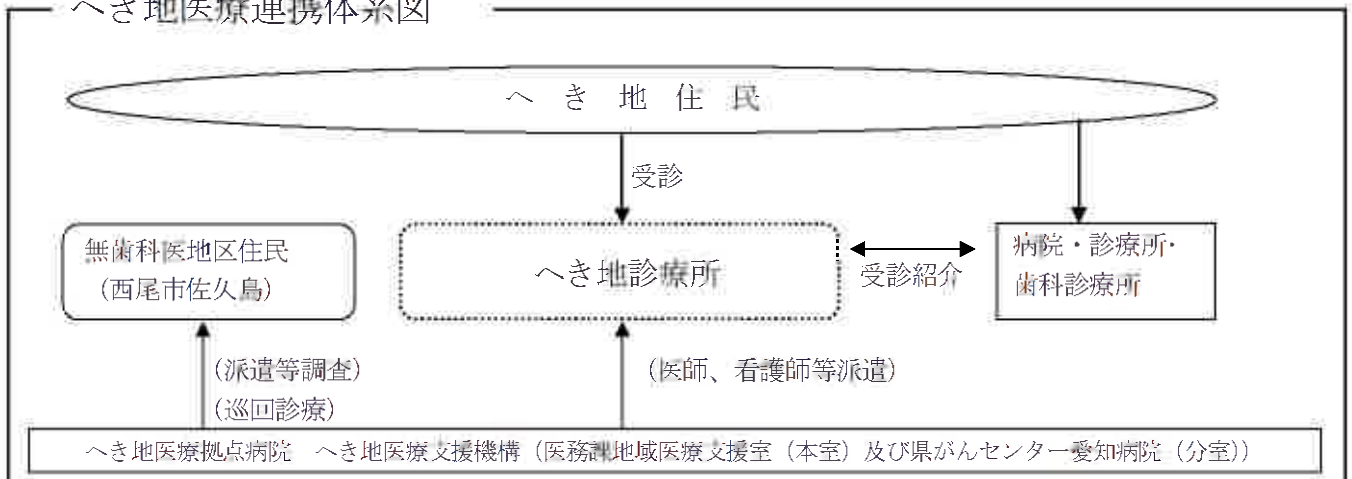 へき地医療連携体系図
へ き 地 住 民
受診
無歯科医地区住民
（西尾市佐久島）
へき地診療所
受診紹介
病院・診療所・
歯科診療所
（派遣等調査）
（巡回診療）
（医師、看護師等派遣）
へき地医療拠点病院　へき地医療支援機構（医務課地域医療支援室（本室）及び県がんセンター愛知病院（分室））